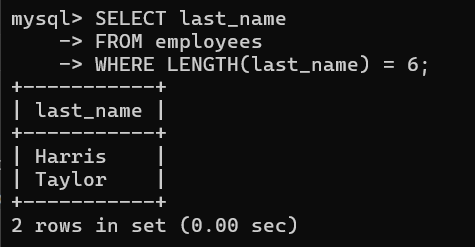 mysql> SELECT last_name
    -> FROM employees
    -> WHERE LENGTH(last_name) = 6;
+-----------+
| last_name |
+-----------+
| Harris    |
| Taylor    |
+-----------+
2 rows in set (0.00 sec)